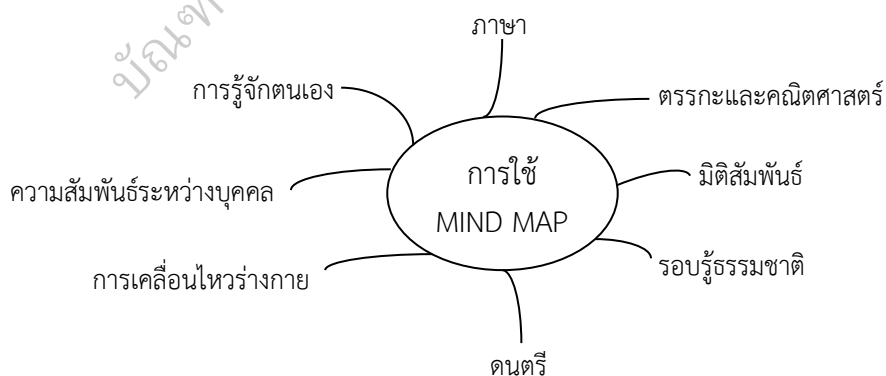 ภาษา
บัณฑ
การรู้จักตนเอง
ตรรกะและคณิตศาสตร์
การใช้
MIND MAP
มิติสัมพันธ์
ความสัมพันธ์ระหว่างบุคคล
รอบรู้ธรรมชาติ
การเคลื่อนไหวร่างกาย
ดนตรี